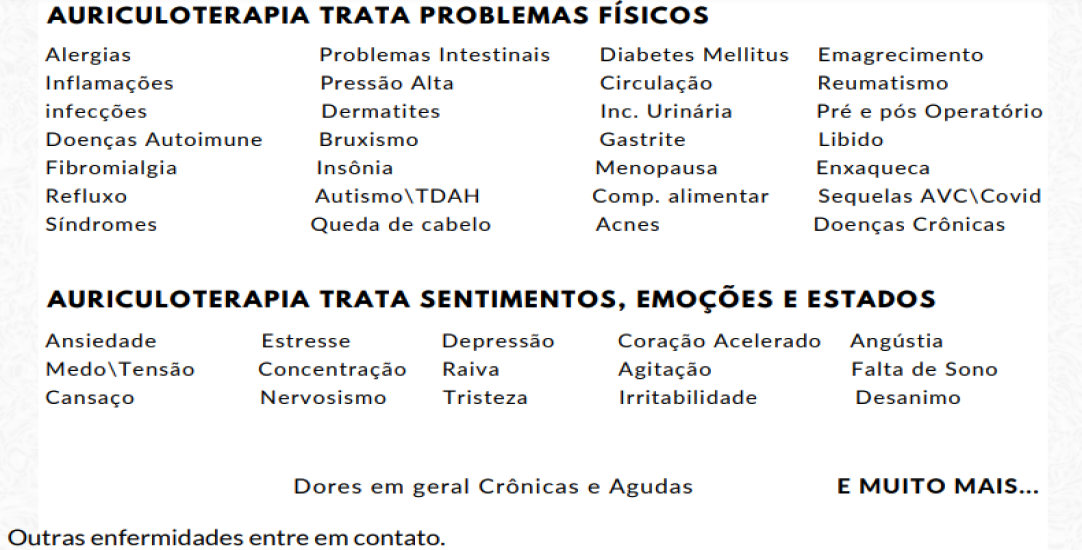 AURICULOTERAPIA TRATA PROBLEMAS FÍSICOS
Alergias Problemas Intestinais Diabetes Mellitus Emagrecimento
Inflamações Pressão Alta Circulação Reumatismo
infecções Dermatites Inc. Urinária Pré e pós Operatório
Doenças Autoimune Bruxismo Gastrite Libido
Fibromialgia Insônia Menopausa Enxaqueca
Refluxo Autismo\TDAH Comp. alimentar Sequelas AVC\Covid
Síndromes Queda de cabelo Acnes Doenças Crônicas
AURICULOTERAPIA TRATA SENTIMENTOS, EMOÇÕES E ESTADOS
Ansiedade Estresse Depressão Coração Acelerado Angústia
Medo\Tensão Concentração Raiva Agitação Falta de Sono
Cansaço Nervosismo Tristeza Irritabilidade Desanimo
Dores em geral Crônicas e Agudas E MUITO MAIS...
Outras enfermidades entre em contato.